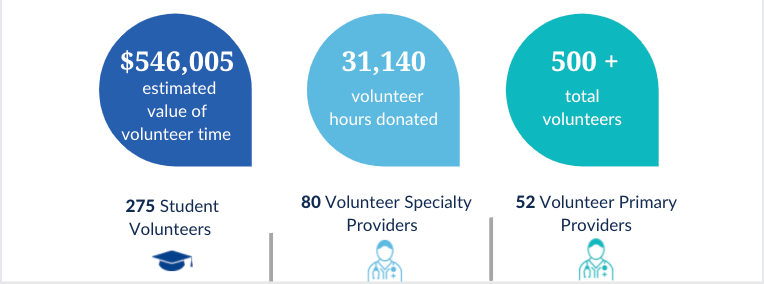 $546,005
estimated
value of
volunteer time
31,140
volunteer
hours donated
500 +
total
volunteers
275 Student
Volunteers
80 Volunteer Specialty
Providers
52 Volunteer Primary
Providers